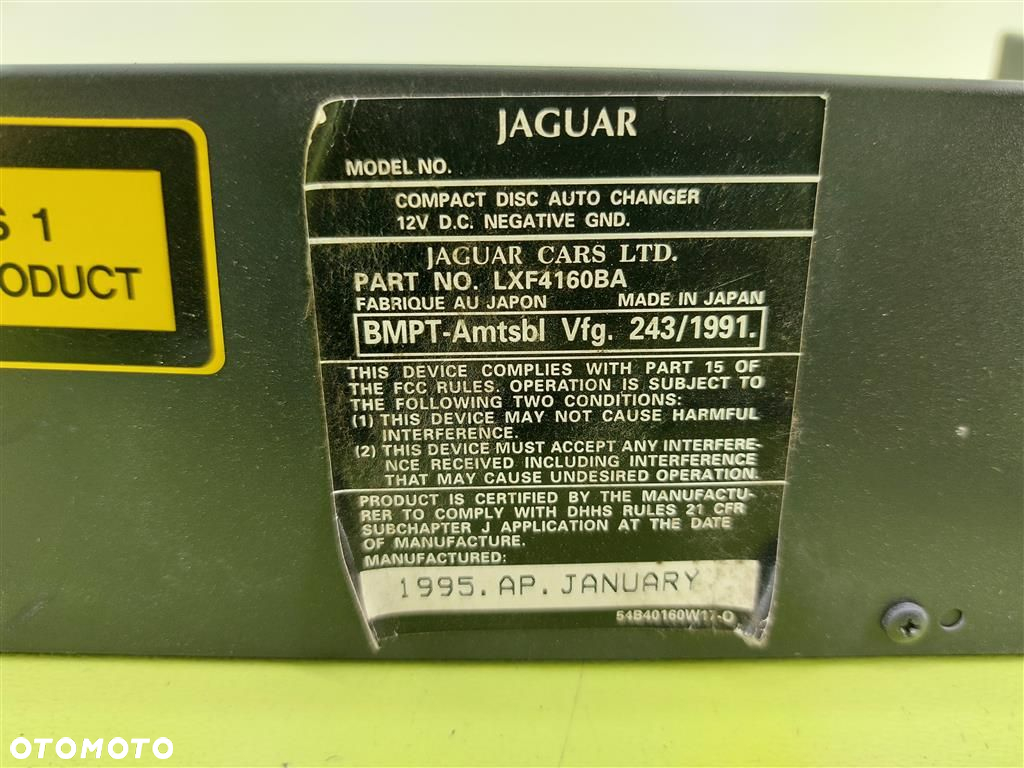 S 1
RODUCT
JAGUAR
MODEL NO.
COMPACT DISC AUTO CHANGER
12V D.C. NEGATIVE GND.
JAGUAR CARS LTD.
PART NO. LXF4160BA
FABRIQUE AU JAPON MADE IN JAPAN
BMPT-Amtsbl Vfg. 243/1991.
THIS DEVICE COMPLIES WITH PART 15 OF
THE FCC RULES. OPERATION IS SUBJECT TO
THE FOLLOWING TWO CONDITIONS:
(1) THIS DEVICE MAY NOT CAUSE HARMFUL
INTERFERENCE.
(2) THIS DEVICE MUST ACCEPT ANY INTERFERE-
NCE RECEIVED INCLUDING INTERFERENCE
THAT MAY CAUSE UNDESIRED OPERATION.
PRODUCT IS CERTIFIED BY THE MANUFACTU-
RER TO COMPLY WITH DHHS RULES 21 CFR
SUBCHAPTER J APPLICATION AT THE DATE
OF MANUFACTURE.
MANUFACTURED:
1995. AP. JANUARY
54B40160W17-O
OTOMOTO